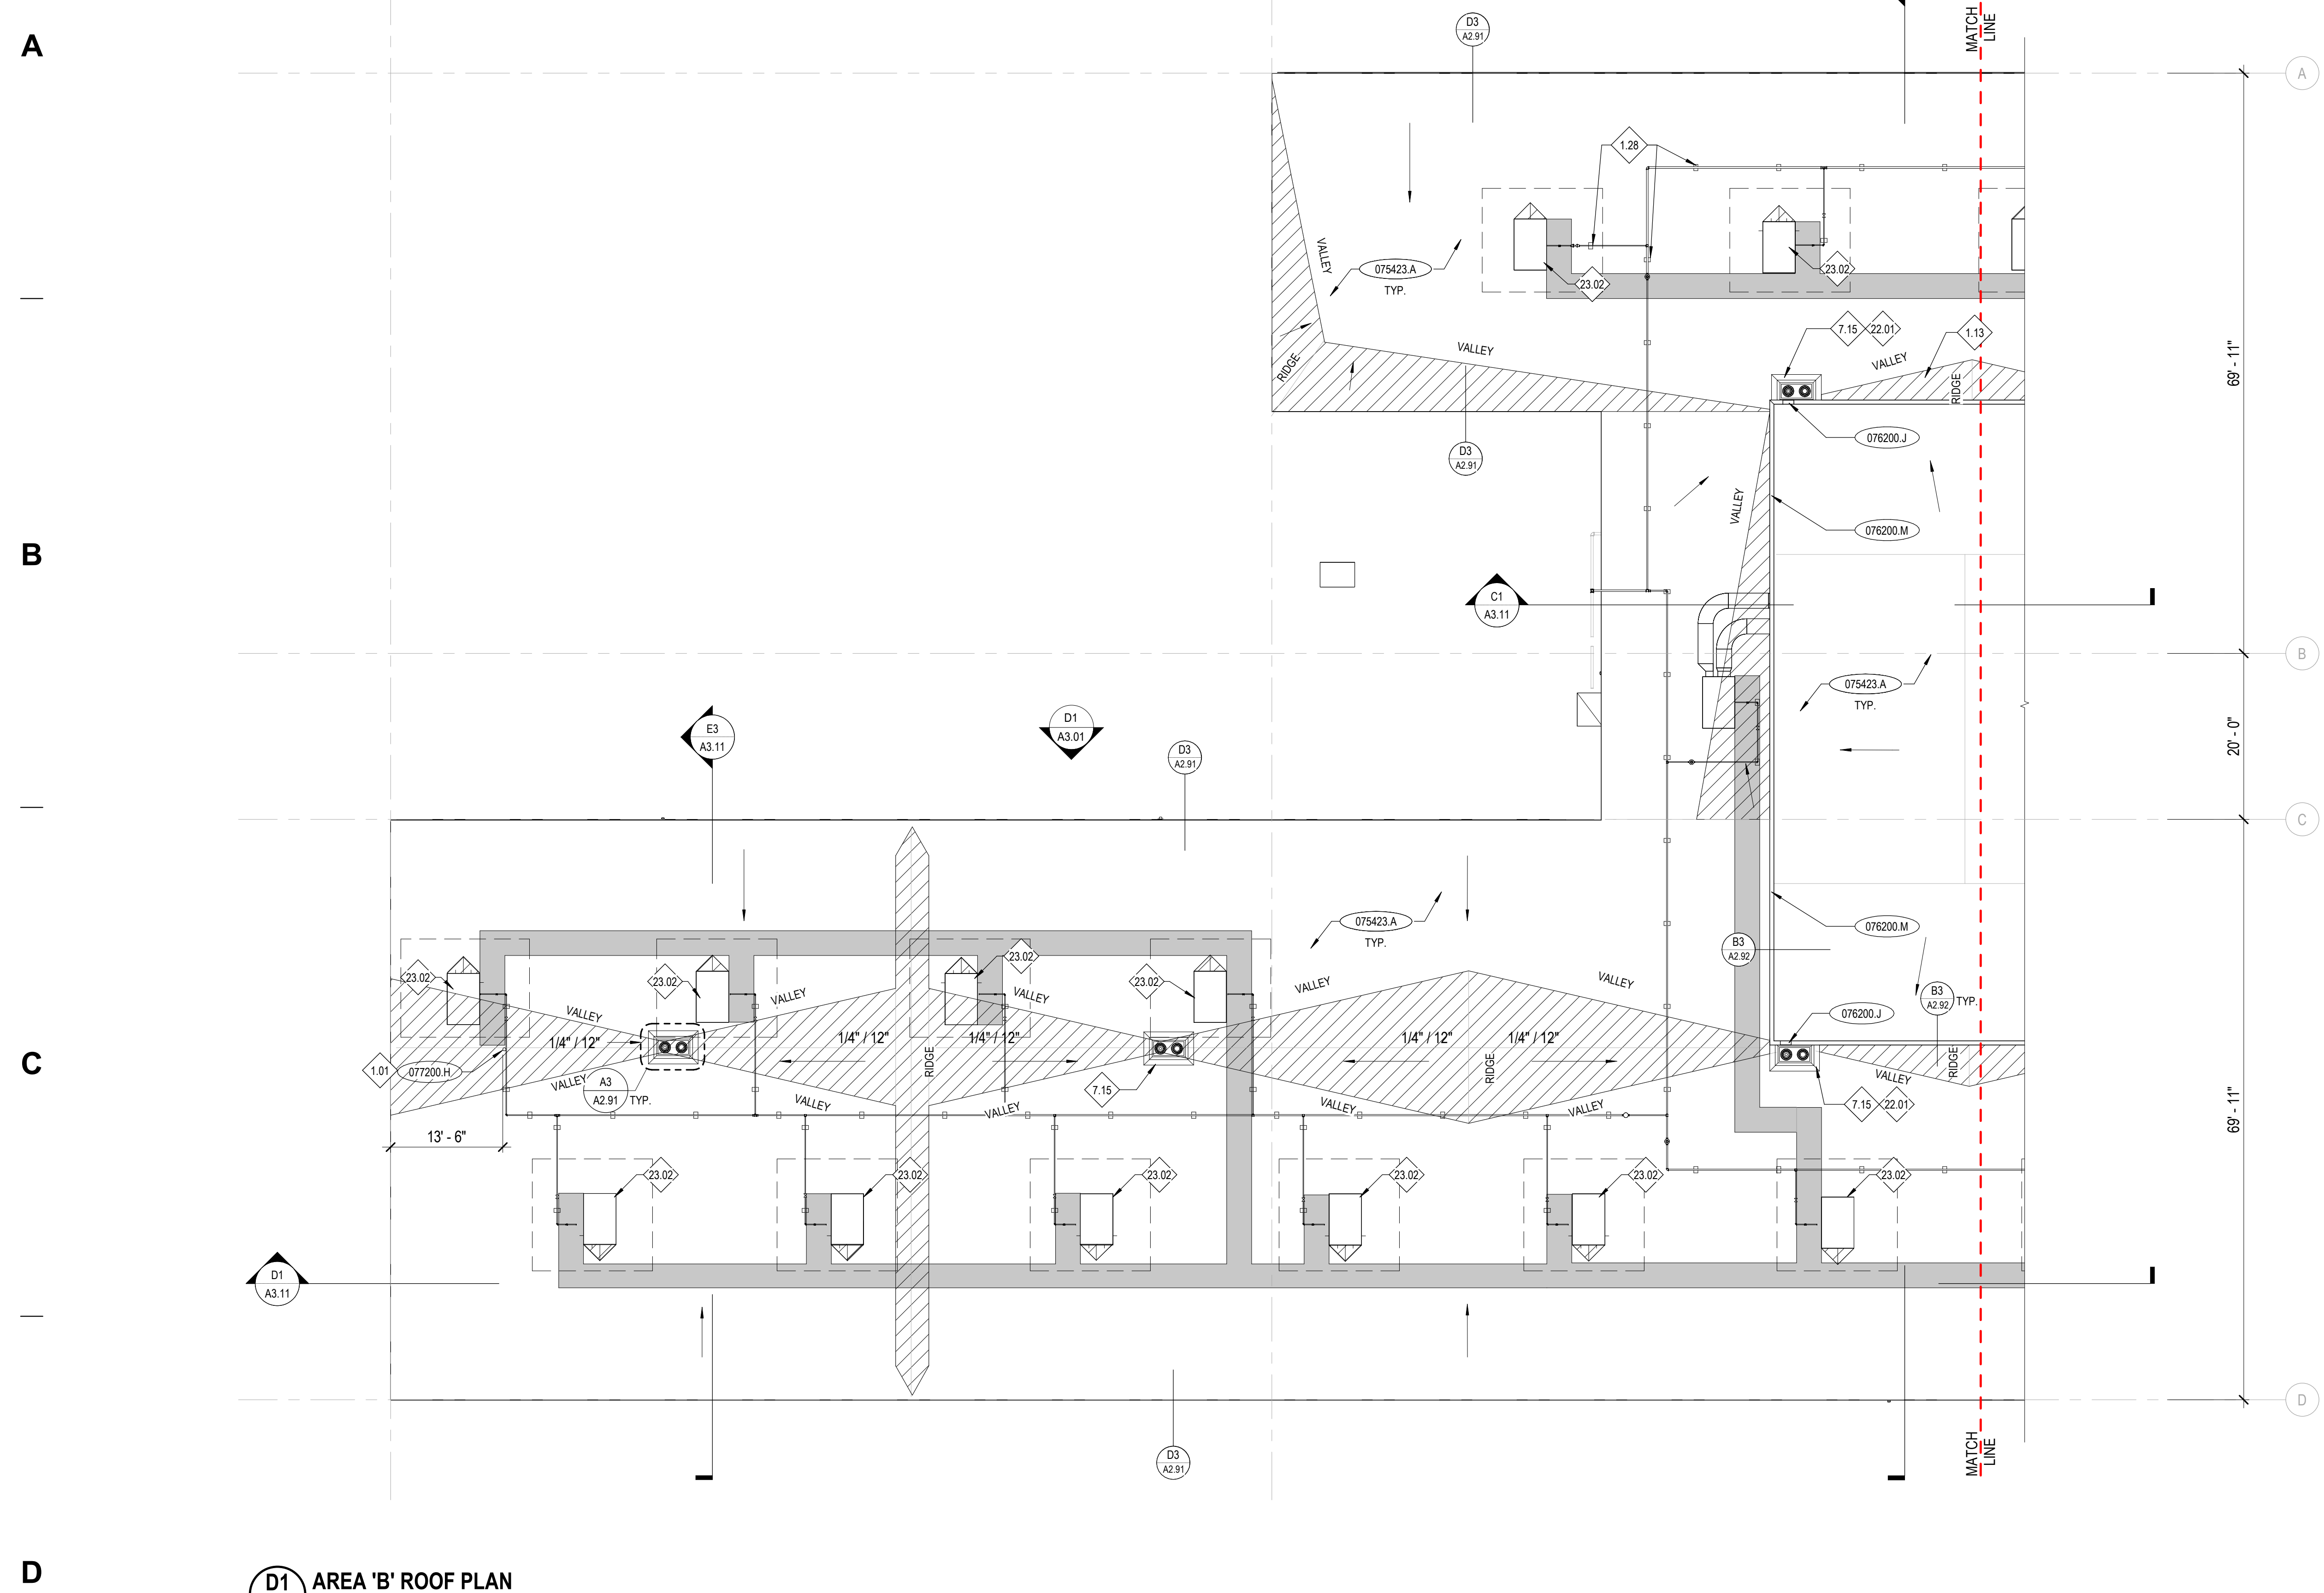 A
D3
A2.91
MATCH
LINE
A
1.28
VALLEY
075423.A
TYP.
23.02
23.02
7.15
22.01
1.13
VALLEY
VALLEY
RIDGE
RIDGE
69' - 11"
076200.J
D3
A2.91
VALLEY
076200.M
B
C1
A3.11
B
075423.A
TYP.
E3
A3.11
D1
A3.01
D3
A2.91
20' - 0"
C
075423.A
TYP.
076200.M
B3
A2.92
23.02
23.02
23.02
23.02
VALLEY
VALLEY
VALLEY
VALLEY
VALLEY
B3
A2.92
TYP.
076200.J
1/4" / 12"
1/4" / 12"
1/4" / 12"
1/4" / 12"
1/4" / 12"
RIDGE
RIDGE
RIDGE
C
1.01
077200.H
VALLEY
A3
A2.91
TYP.
VALLEY
7.15
VALLEY
VALLEY
VALLEY
VALLEY
7.15
22.01
69' - 11"
13' - 6"
23.02
23.02
23.02
23.02
23.02
23.02
D1
A3.11
D
D3
A2.91
MATCH
LINE
D
D1
AREA 'B' ROOF PLAN